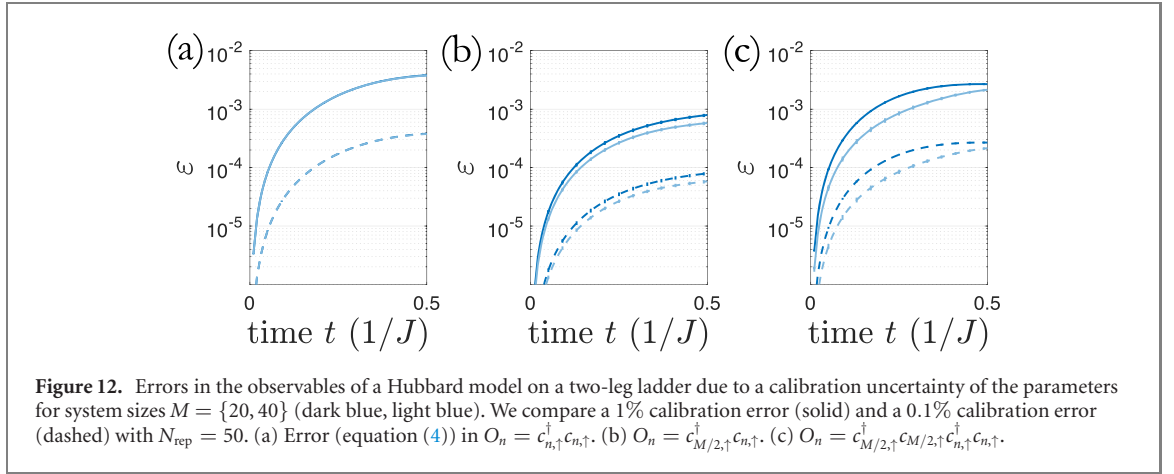 (a)
10^-2
10^-3
10^-4
10^-5
ε
0
0.5
time t (1/J)
(b)
10^-2
10^-3
10^-4
10^-5
ε
0
0.5
time t (1/J)
(c)
10^-2
10^-3
10^-4
10^-5
ε
0
0.5
time t (1/J)
Figure 12. Errors in the observables of a Hubbard model on a two-leg ladder due to a calibration uncertainty of the parameters
for system sizes M = {20, 40} (dark blue, light blue). We compare a 1% calibration error (solid) and a 0.1% calibration error
(dashed) with N_rep = 50. (a) Error (equation (4)) in O_n = c^†_{n,↑} c_{n,↑}. (b) O_n = c^†_{M/2,↑} c_{n,↑}. (c) O_n = c^†_{M/2,↑} c_{M/2,↑} c^†_{n,↑} c_{n,↑}.